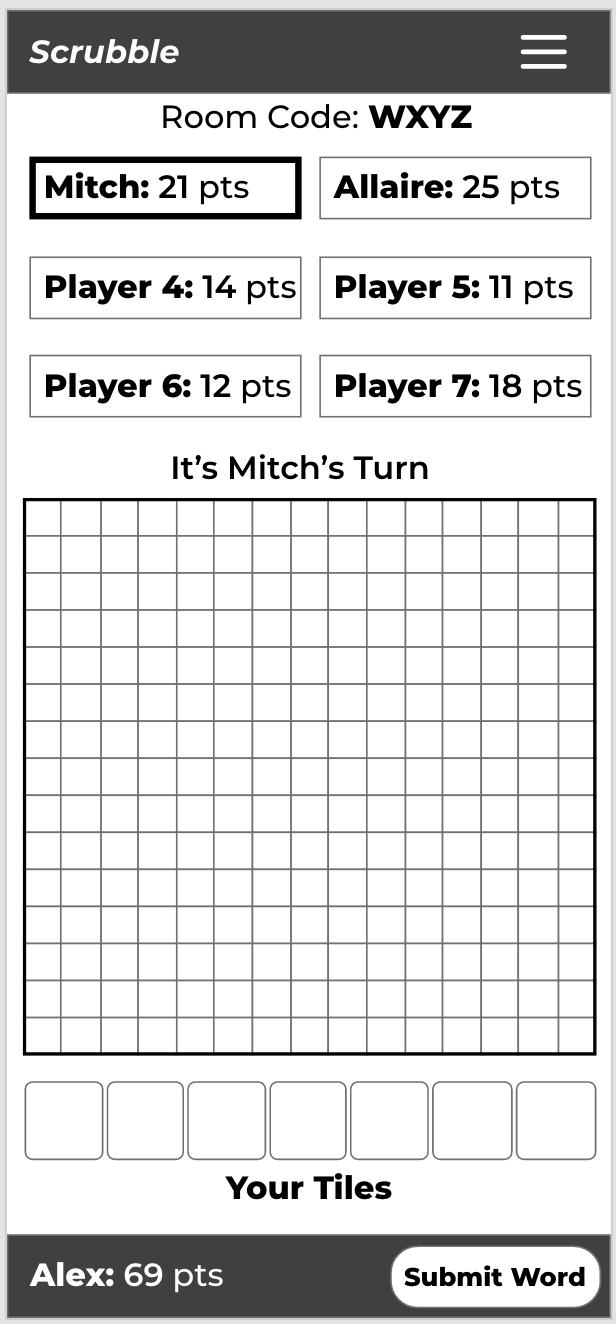 Scrubble
Room Code: WXYZ
Mitch: 21 pts
Allaire: 25 pts
Player 4: 14 pts
Player 5: 11 pts
Player 6: 12 pts
Player 7: 18 pts
It’s Mitch’s Turn
Your Tiles
Alex: 69 pts
Submit Word